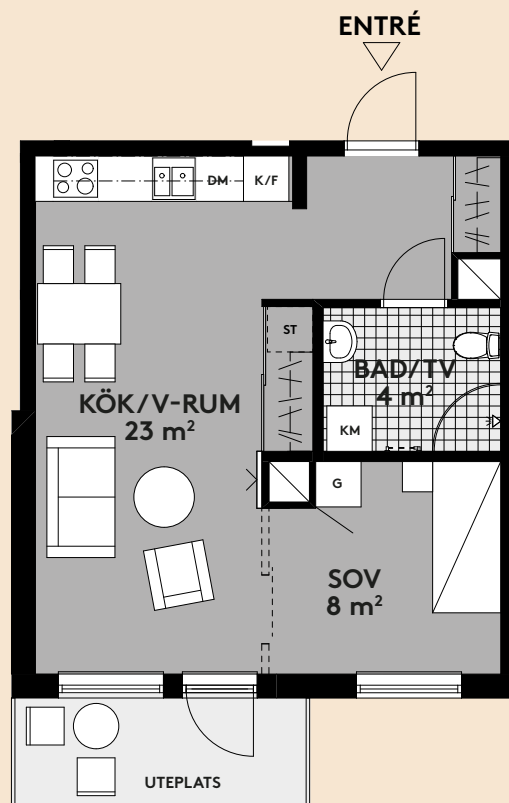 ENTRÉ
DM
K/F
ST
BAD/TV
4 m²
KÖK/V-RUM
23 m²
KM
G
SOV
8 m²
UTEPLATS